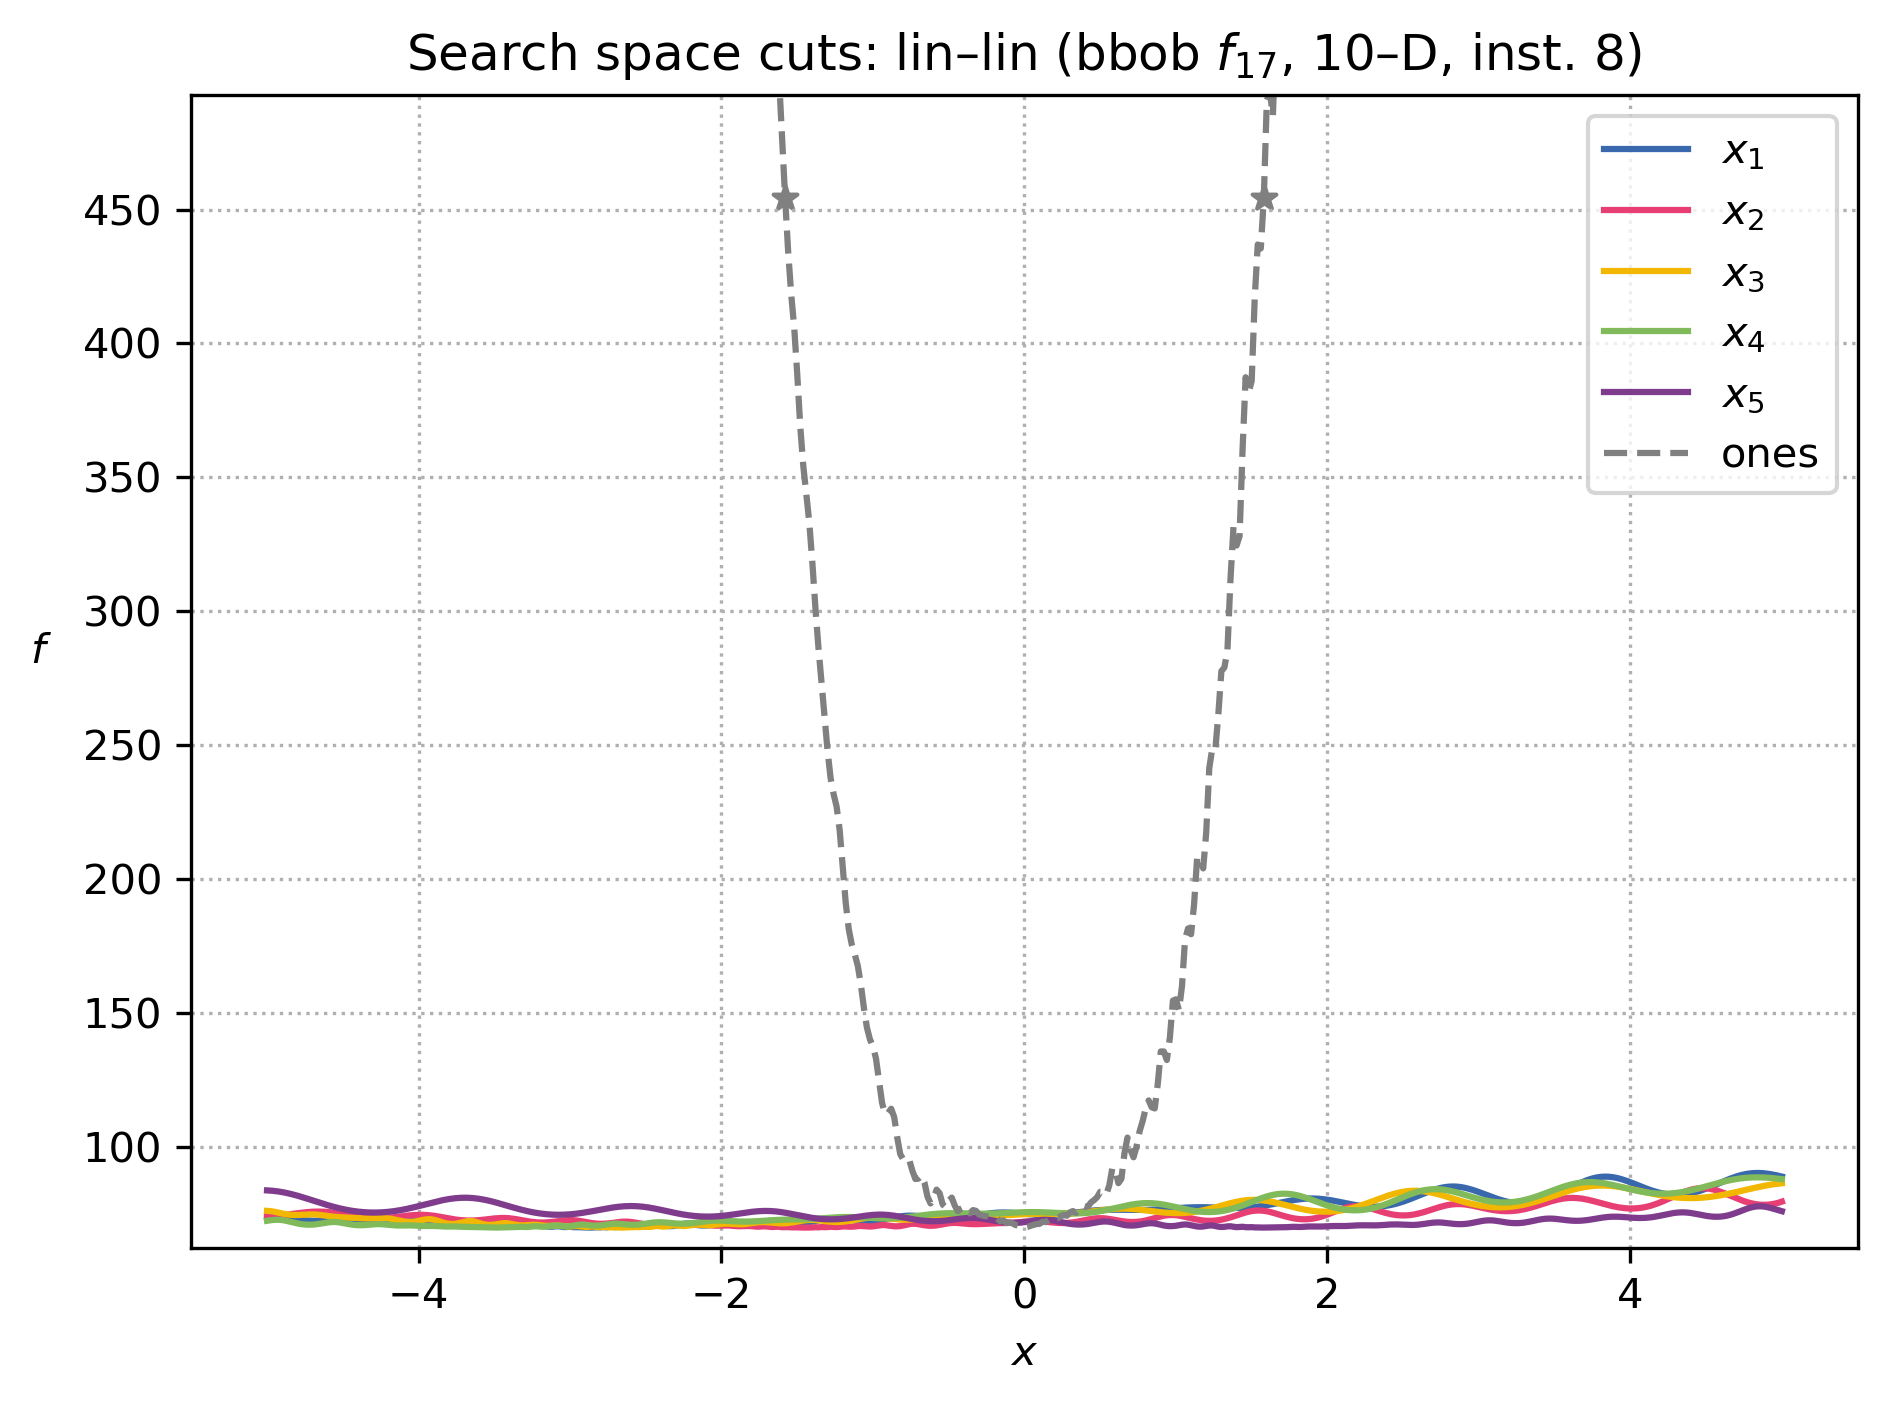 Search space cuts: lin–lin (bbob f₁₇, 10–D, inst. 8)
x₁
x₂
x₃
x₄
x₅
ones
450
400
350
300
250
200
150
100
f
−4
−2
0
2
4
x